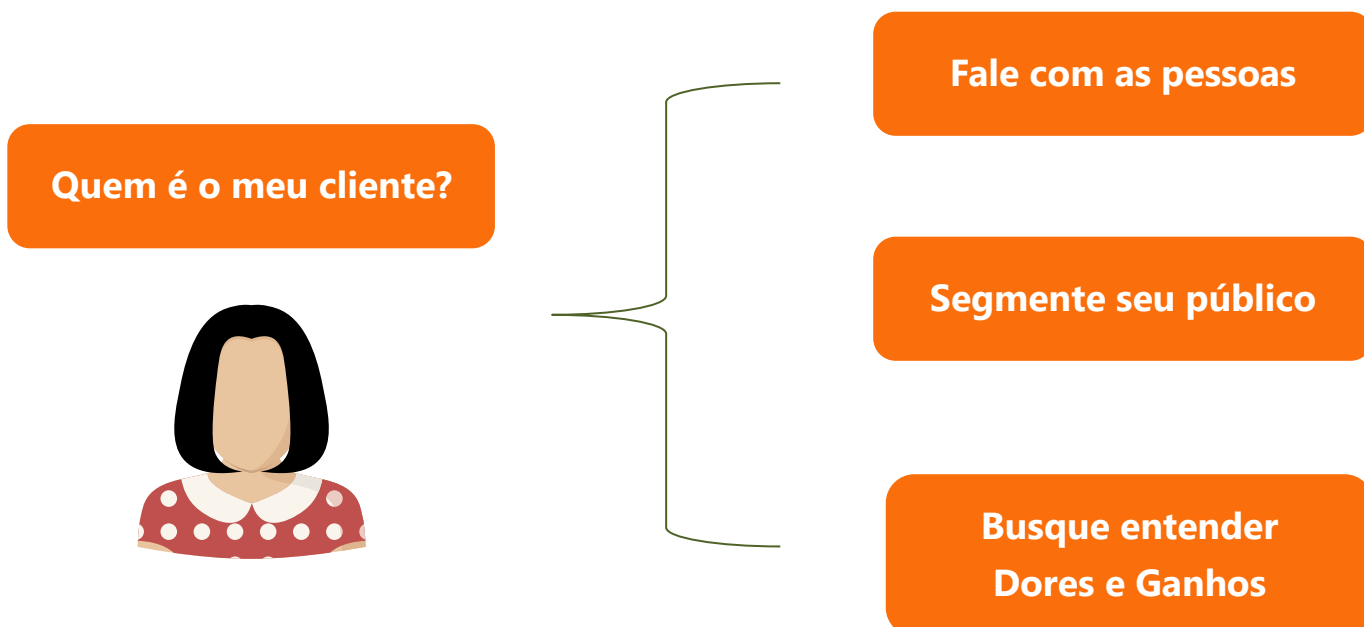 Quem é o meu cliente?
Fale com as pessoas
Segmente seu público
Busque entender
Dores e Ganhos